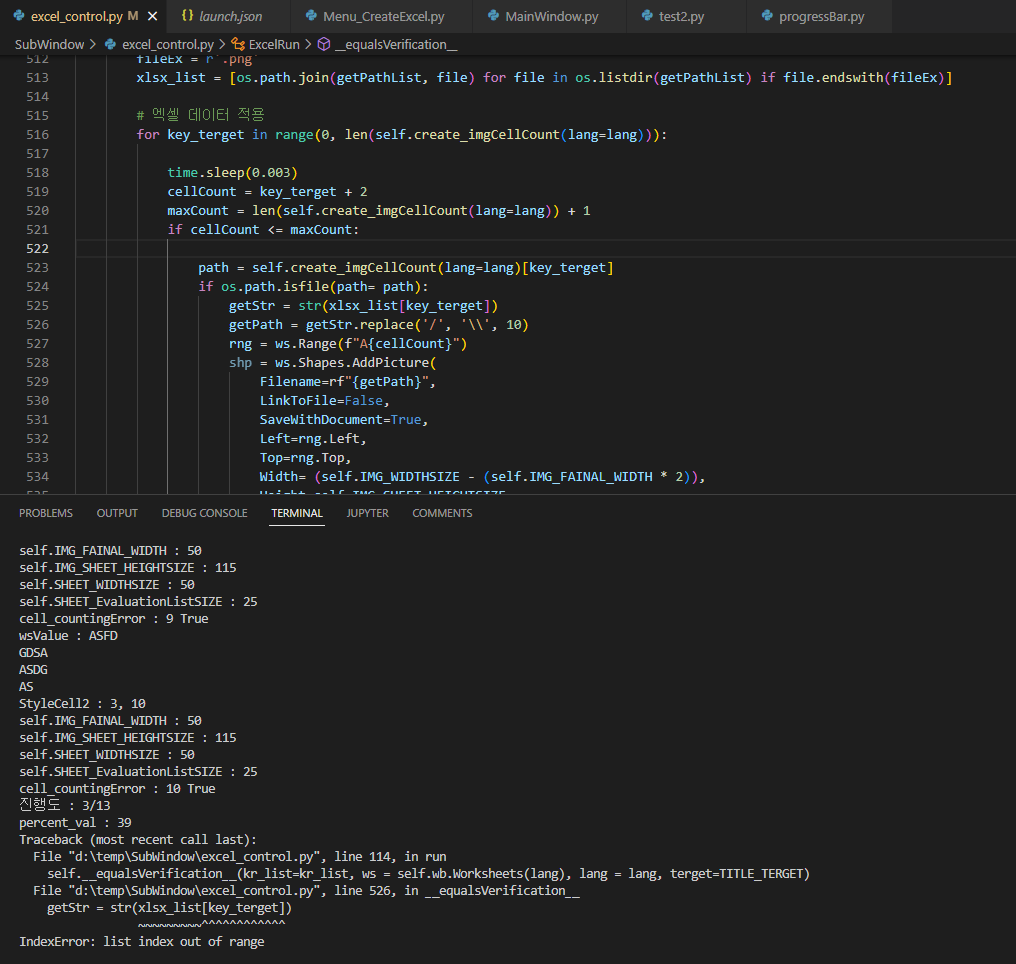 excel_control.py M ✕ {} launch.json Menu_CreateExcel.py MainWindow.py test2.py progressBar.py
SubWindow > excel_control.py > ExcelRun > __equalsVerification__
512 fileEx = r'.png'
513 xlsx_list = [os.path.join(getPathList, file) for file in os.listdir(getPathList) if file.endswith(fileEx)]
514
515 # 엑셀 데이터 적용
516 for key_terget in range(0, len(self.create_imgCellCount(lang=lang))):
517
518 time.sleep(0.003)
519 cellCount = key_terget + 2
520 maxCount = len(self.create_imgCellCount(lang=lang)) + 1
521 if cellCount <= maxCount:
522
523 path = self.create_imgCellCount(lang=lang)[key_terget]
524 if os.path.isfile(path= path):
525 getStr = str(xlsx_list[key_terget])
526 getPath = getStr.replace('/', '\\', 10)
527 rng = ws.Range(f"A{cellCount}")
528 shp = ws.Shapes.AddPicture(
529 Filename=rf"{getPath}",
530 LinkToFile=False,
531 SaveWithDocument=True,
532 Left=rng.Left,
533 Top=rng.Top,
534 Width= (self.IMG_WIDTHSIZE - (self.IMG_FAINAL_WIDTH * 2)),
535 Height=self.IMG_SHEET_HEIGHTSIZE
PROBLEMS OUTPUT DEBUG CONSOLE TERMINAL JUPYTER COMMENTS
self.IMG_FAINAL_WIDTH : 50
self.IMG_SHEET_HEIGHTSIZE : 115
self.SHEET_WIDTHSIZE : 50
self.SHEET_EvaluationListSIZE : 25
cell_countingError : 9 True
wsValue : ASFD
GDSA
ASDG
AS
StyleCell2 : 3, 10
self.IMG_FAINAL_WIDTH : 50
self.IMG_SHEET_HEIGHTSIZE : 115
self.SHEET_WIDTHSIZE : 50
self.SHEET_EvaluationListSIZE : 25
cell_countingError : 10 True
진행도 : 3/13
percent_val : 39
Traceback (most recent call last):
File "d:\temp\SubWindow\excel_control.py", line 114, in run
self.__equalsVerification__(kr_list=kr_list, ws = self.wb.Worksheets(lang), lang = lang, terget=TITLE_TERGET)
File "d:\temp\SubWindow\excel_control.py", line 526, in __equalsVerification__
getStr = str(xlsx_list[key_terget])
~~~~~~~~~^^^^^^^^^^^^
IndexError: list index out of range